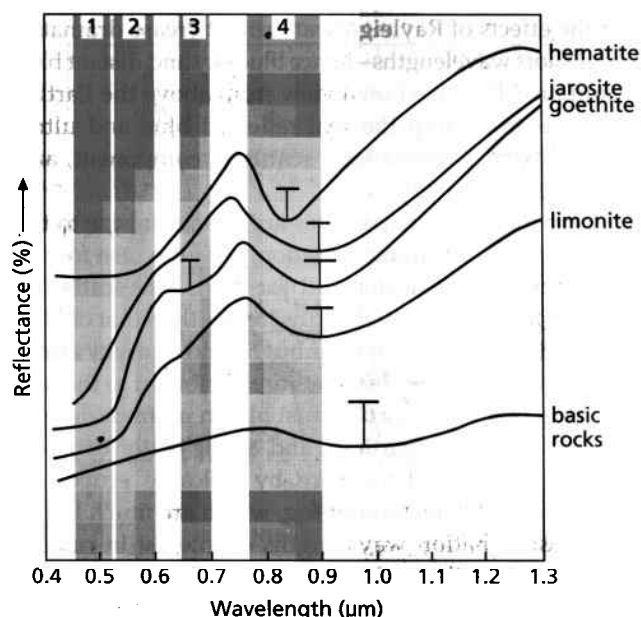 1 2 3 4
hematite
jarosite
goethite
limonite
basic
rocks
Reflectance (%)
0.4 0.5 0.6 0.7 0.8 0.9 1.0 1.1 1.2 1.3
Wavelength (μm)